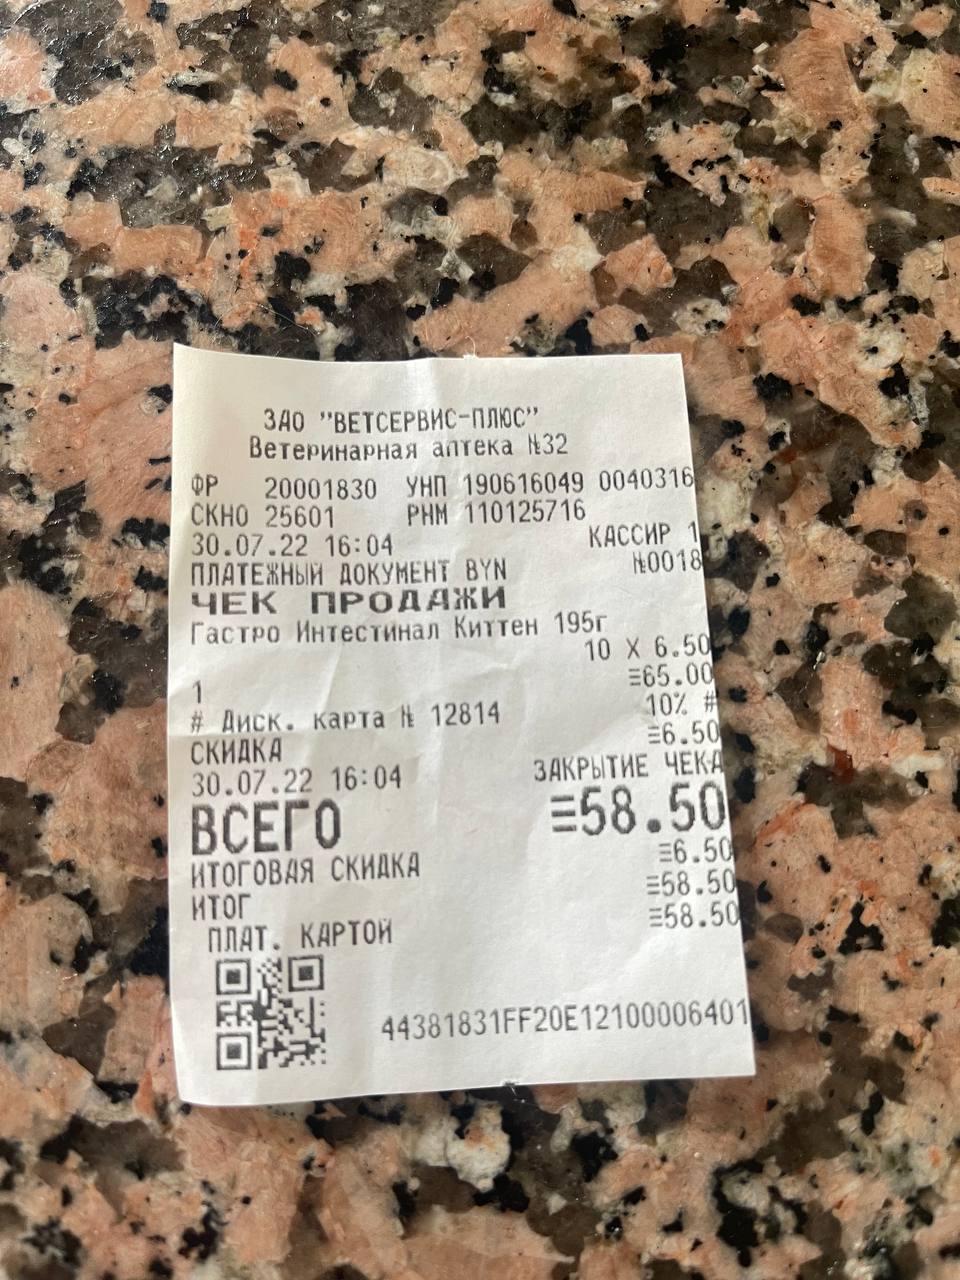 ЗАО "ВЕТСЕРВИС-ПЛЮС"
Ветеринарная аптека №32
ФР 20001830 УНП 190616049 0040316
СКНО 25601 РНМ 110125716
30.07.22 16:04 КАССИР 1
ПЛАТЕЖНЫЙ ДОКУМЕНТ BYN №0018
ЧЕК ПРОДАЖИ
Гастро Интестинал Киттен 195г
10 X 6.50
1 ≡65.00
# Диск. карта № 12814 10% #
СКИДКА ≡6.50
30.07.22 16:04 ЗАКРЫТИЕ ЧЕКА
ВСЕГО ≡58.50
ИТОГОВАЯ СКИДКА ≡6.50
ИТОГ ≡58.50
ПЛАТ. КАРТОЙ ≡58.50
44381831FF20E12100006401